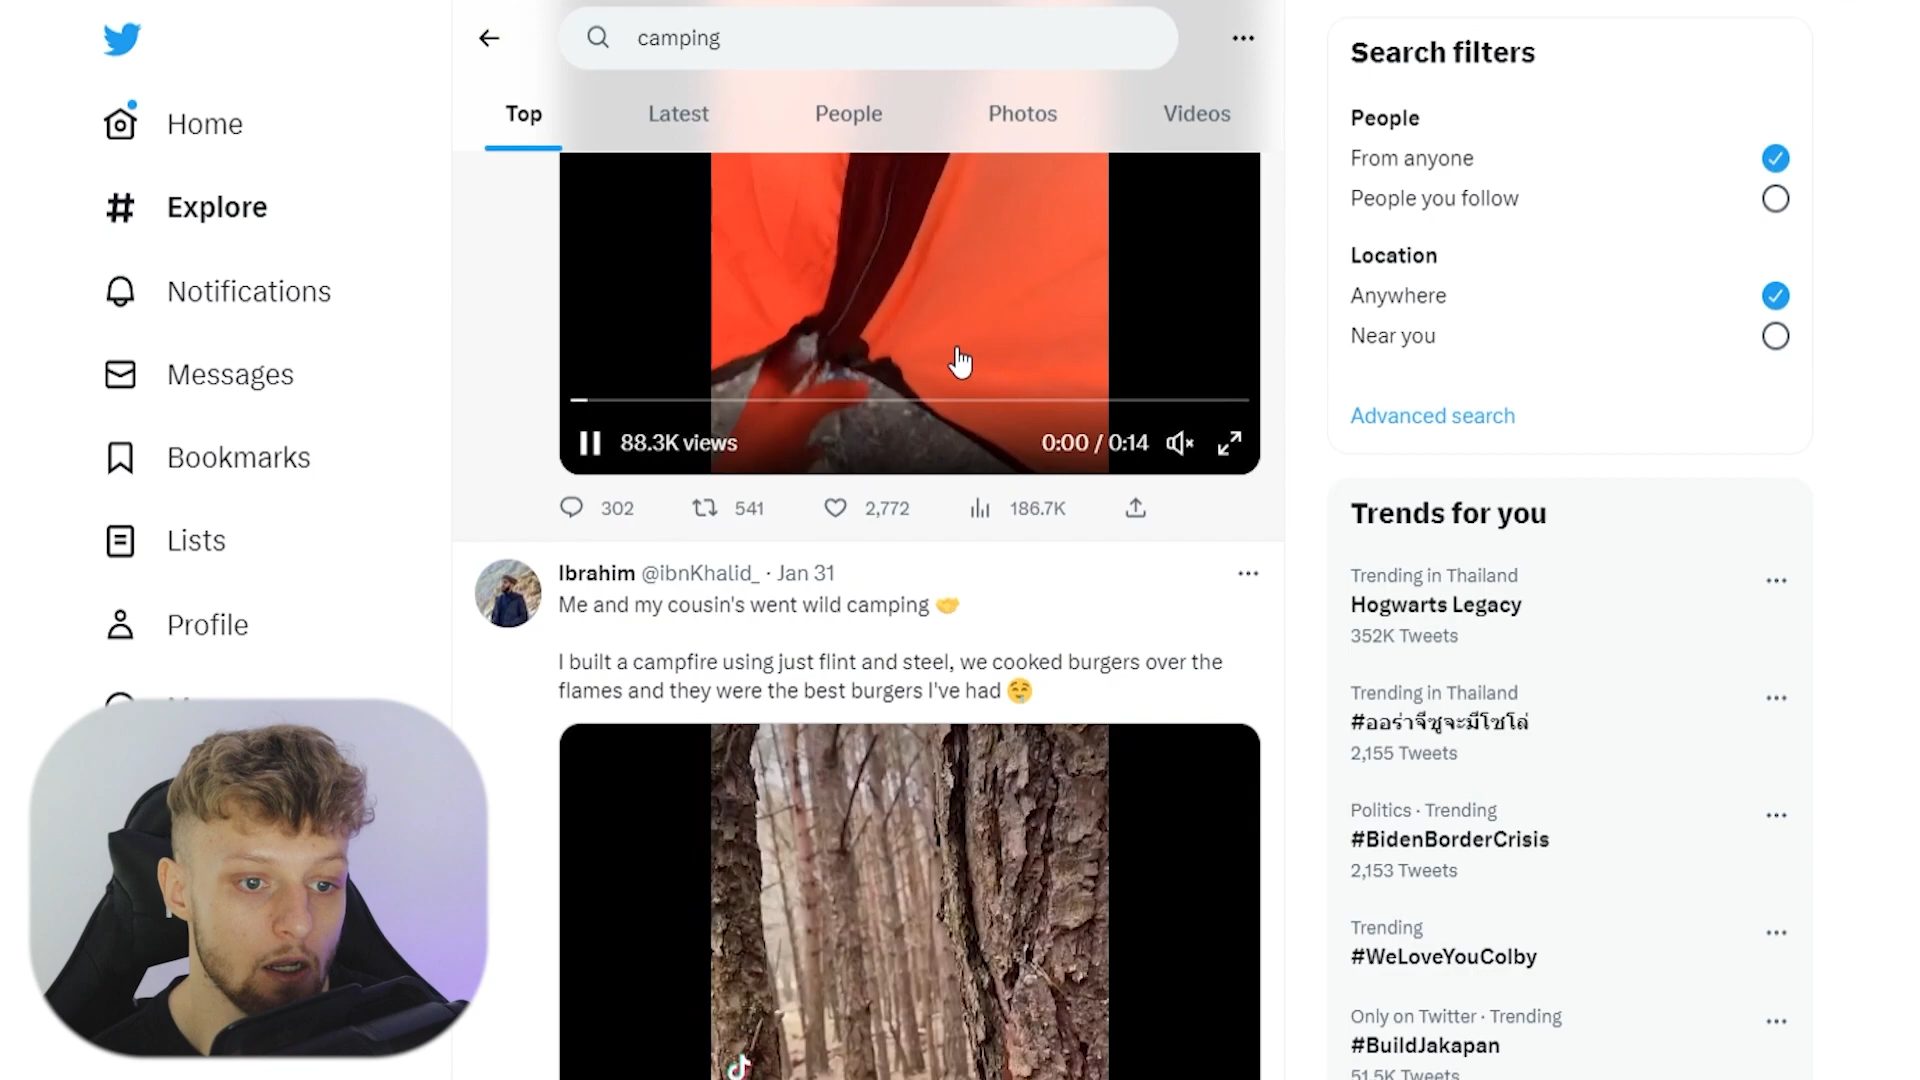 Home
Explore
Notifications
Messages
Bookmarks
Lists
Profile
camping
Top
Latest
People
Photos
Videos
88.3K views
0:00 / 0:14
302
541
2,772
186.7K
Ibrahim @ibnKhalid_ · Jan 31
Me and my cousin's went wild camping 🤝
I built a campfire using just flint and steel, we cooked burgers over the
flames and they were the best burgers I've had 🤤
Search filters
People
From anyone
People you follow
Location
Anywhere
Near you
Advanced search
Trends for you
Trending in Thailand
Hogwarts Legacy
352K Tweets
Trending in Thailand
#ออร่าจีซูจะมีโซโล่
2,155 Tweets
Politics · Trending
#BidenBorderCrisis
2,153 Tweets
Trending
#WeLoveYouColby
Only on Twitter · Trending
#BuildJakapan
51.5K Tweets